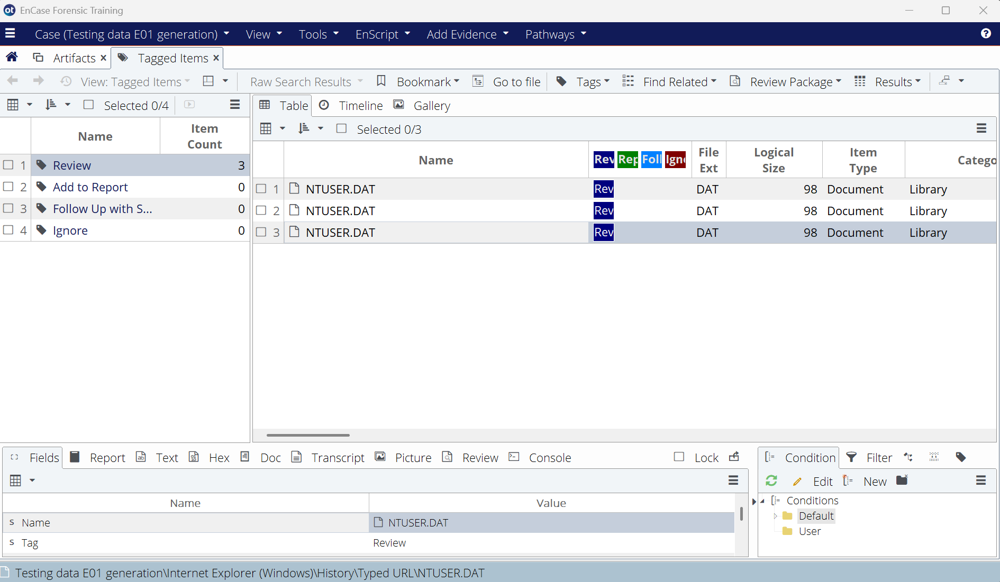 EnCase Forensic Training
Case (Testing data E01 generation) View Tools EnScript Add Evidence Pathways
Artifacts Tagged Items
View: Tagged Items Raw Search Results Bookmark Go to file Tags Find Related Review Package Results
Selected 0/4
Name Item Count
1 Review 3
2 Add to Report 0
3 Follow Up with S... 0
4 Ignore 0
Table Timeline Gallery
Selected 0/3
Name Rev Rep Foll Igno File Ext Logical Size Item Type Catego
1 NTUSER.DAT Rev DAT 98 Document Library
2 NTUSER.DAT Rev DAT 98 Document Library
3 NTUSER.DAT Rev DAT 98 Document Library
Fields Report Text Hex Doc Transcript Picture Review Console Lock
Name Value
s Name NTUSER.DAT
s Tag Review
Condition Filter
Edit New
Conditions
Default
User
Testing data E01 generation\Internet Explorer (Windows)\History\Typed URL\NTUSER.DAT